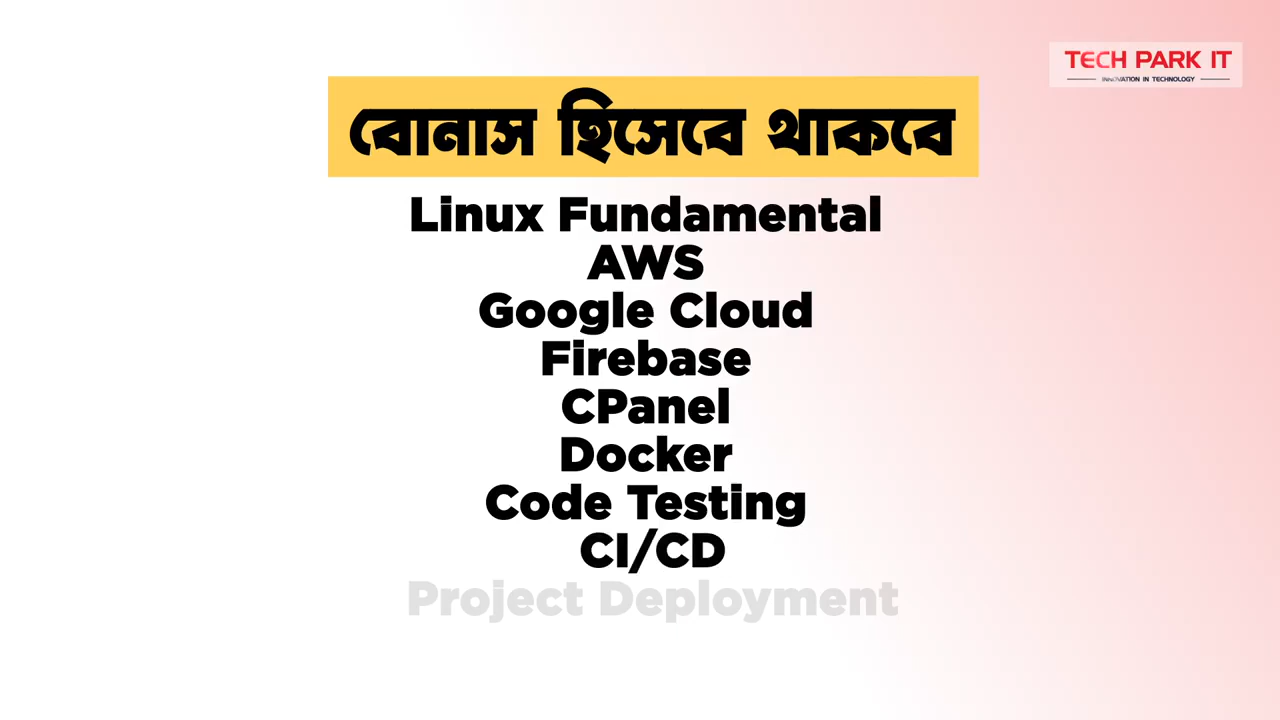 TECH PARK IT
INNOVATION IN TECHNOLOGY
বোনাস হিসেবে থাকবে
Linux Fundamental
AWS
Google Cloud
Firebase
CPanel
Docker
Code Testing
CI/CD
Project Deployment